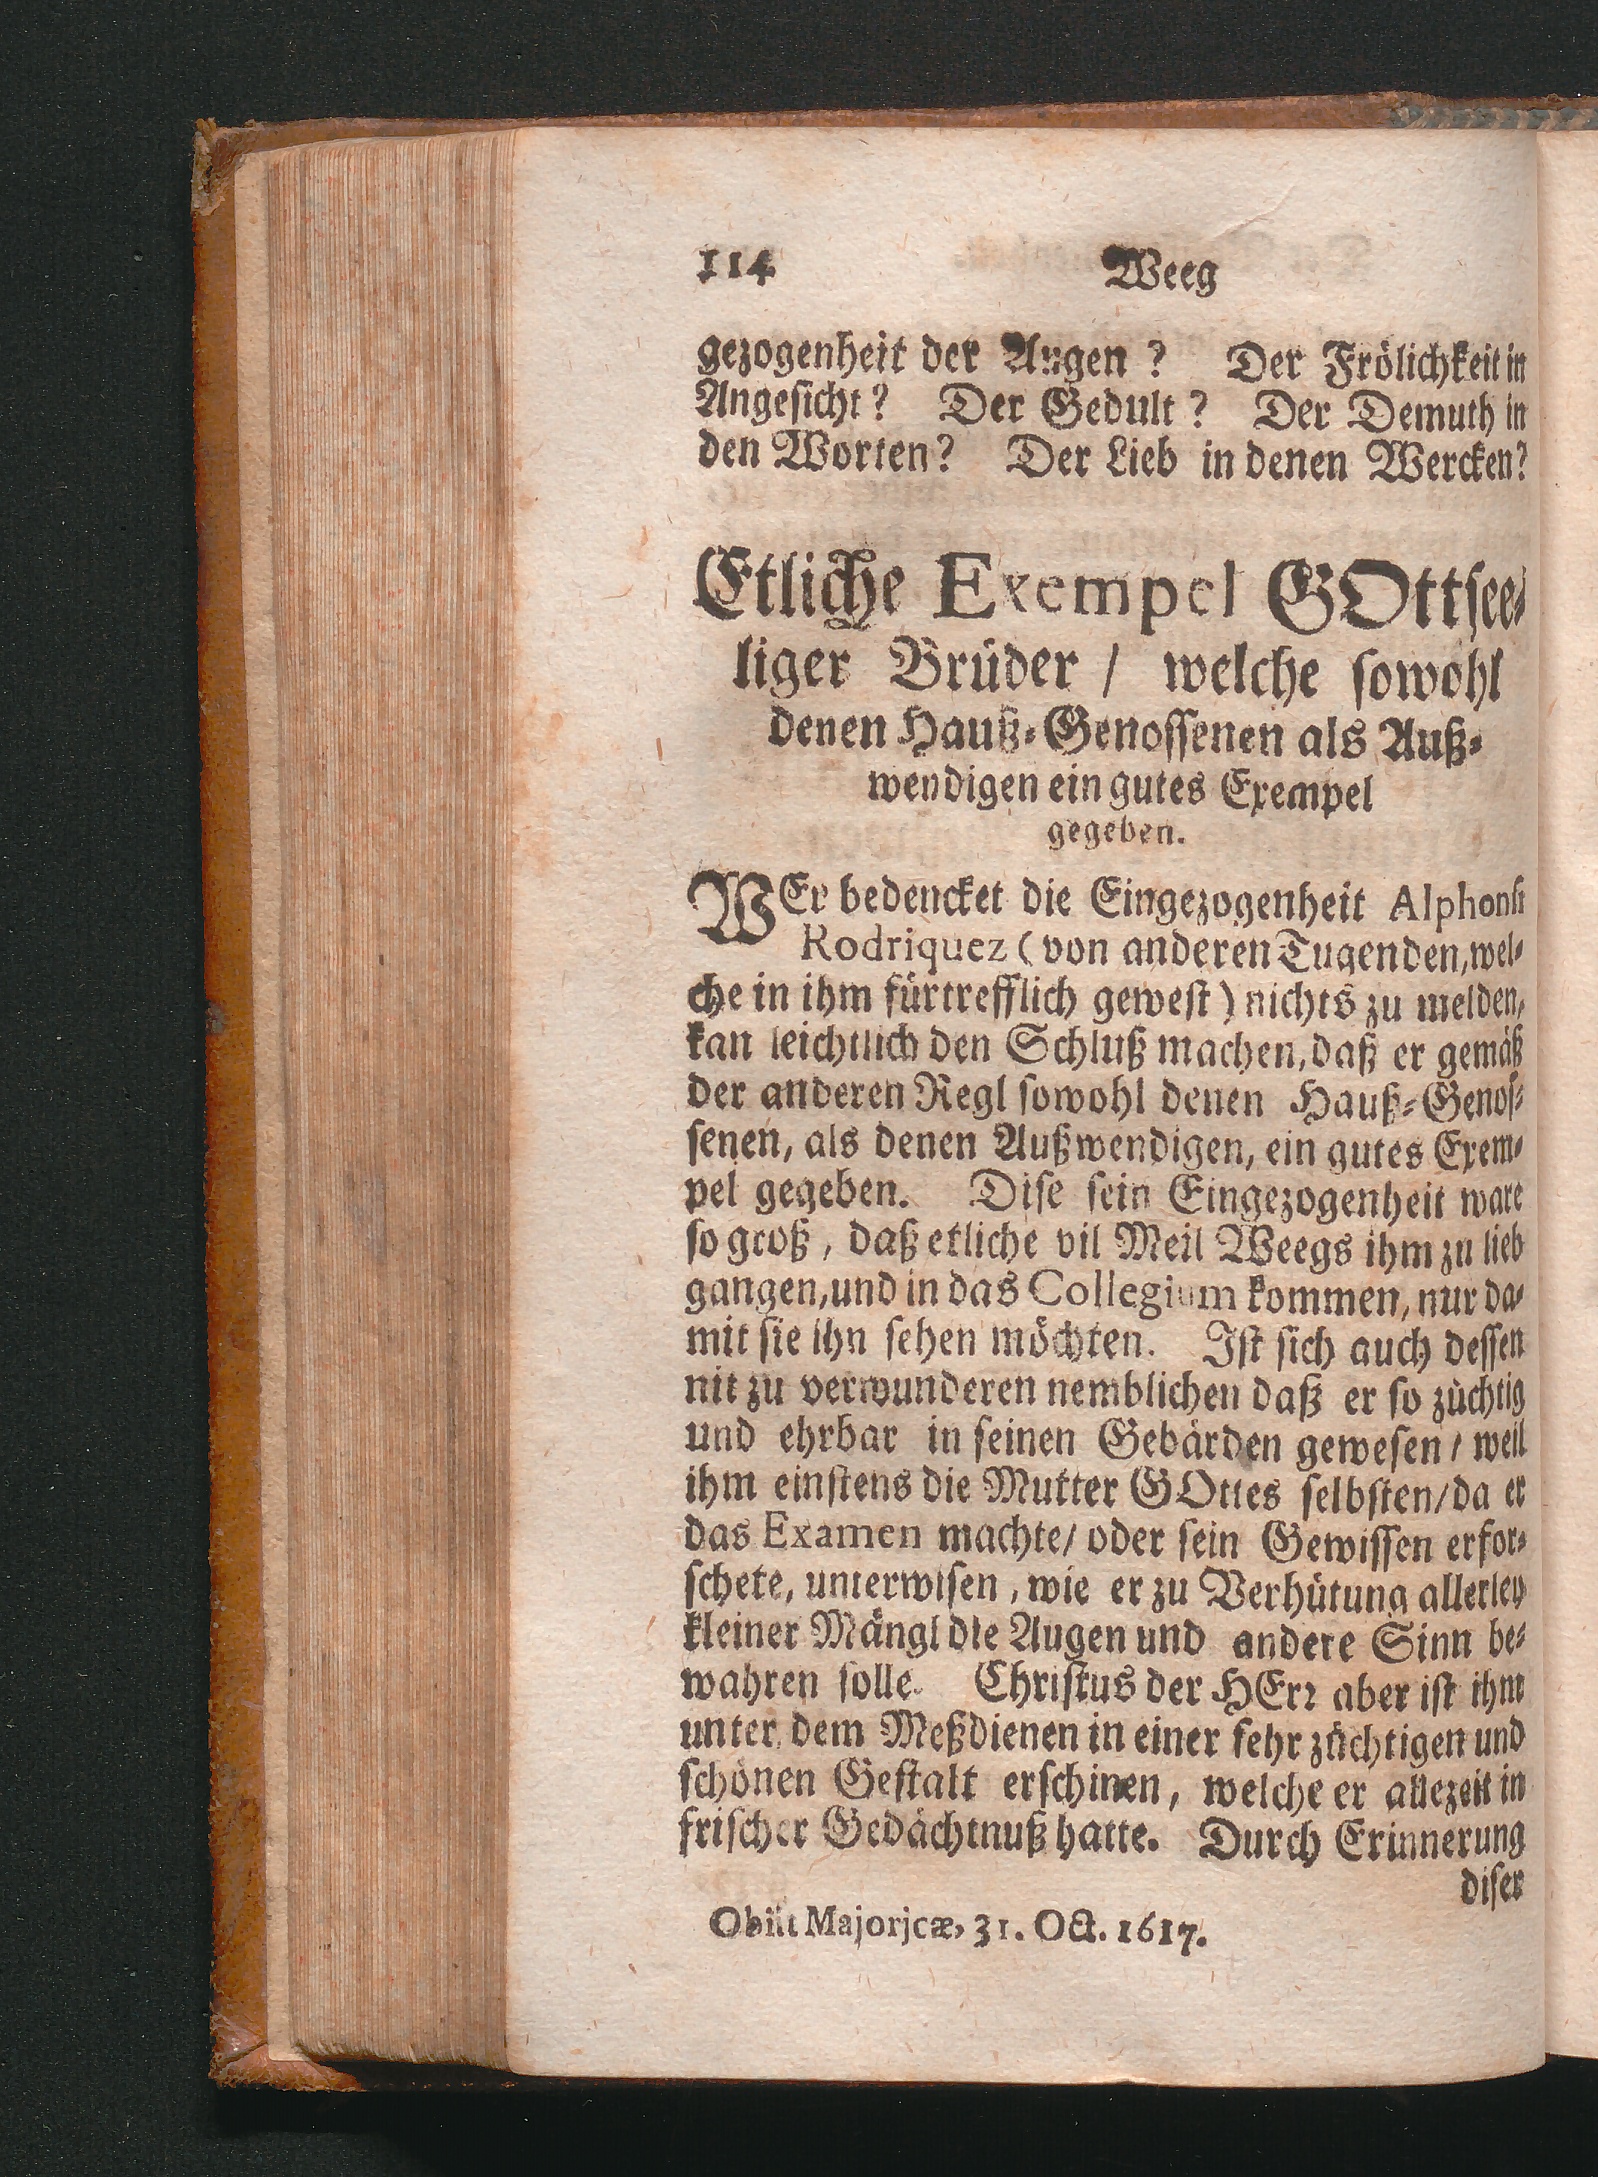 114 Weeg
gezogenheit der Augen? Der Frölichkeit in
Angesicht? Der Gedult? Der Demuth in
den Worten? Der Lieb in denen Wercken?
Etliche Exempel GOttsee-
liger Brüder / welche sowohl
denen Hauß-Genossenen als Auß-
wendigen ein gutes Exempel
gegeben.
WEr bedencket die Eingezogenheit Alphonsi
Rodriquez (von anderen Tugenden, wel-
che in ihm fürtrefflich gewest) nichts zu melden,
kan leichtlich den Schluß machen, daß er gemäß
der anderen Regl sowohl denen Hauß-Genos-
senen, als denen Außwendigen, ein gutes Exem-
pel gegeben. Dise sein Eingezogenheit ware
so groß, daß etliche vil Meil Weegs ihm zu lieb
gangen, und in das Collegium kommen, nur da-
mit sie ihn sehen möchten. Ist sich auch dessen
nit zu verwunderen nemblichen daß er so züchtig
und ehrbar in seinen Gebärden gewesen / weil
ihm einstens die Mutter GOttes selbsten / da er
das Examen machte / oder sein Gewissen erfor-
schete, unterwisen, wie er zu Verhütung allerley
kleiner Mängl die Augen und andere Sinn be-
wahren solle. Christus der HErr aber ist ihm
unter dem Meßdienen in einer sehr züchtigen und
schönen Gestalt erschinen, welche er allezeit in
frischer Gedächtnuß hatte. Durch Erinnerung
diser
Obiit Majorjcæ, 31. Oct. 1617.